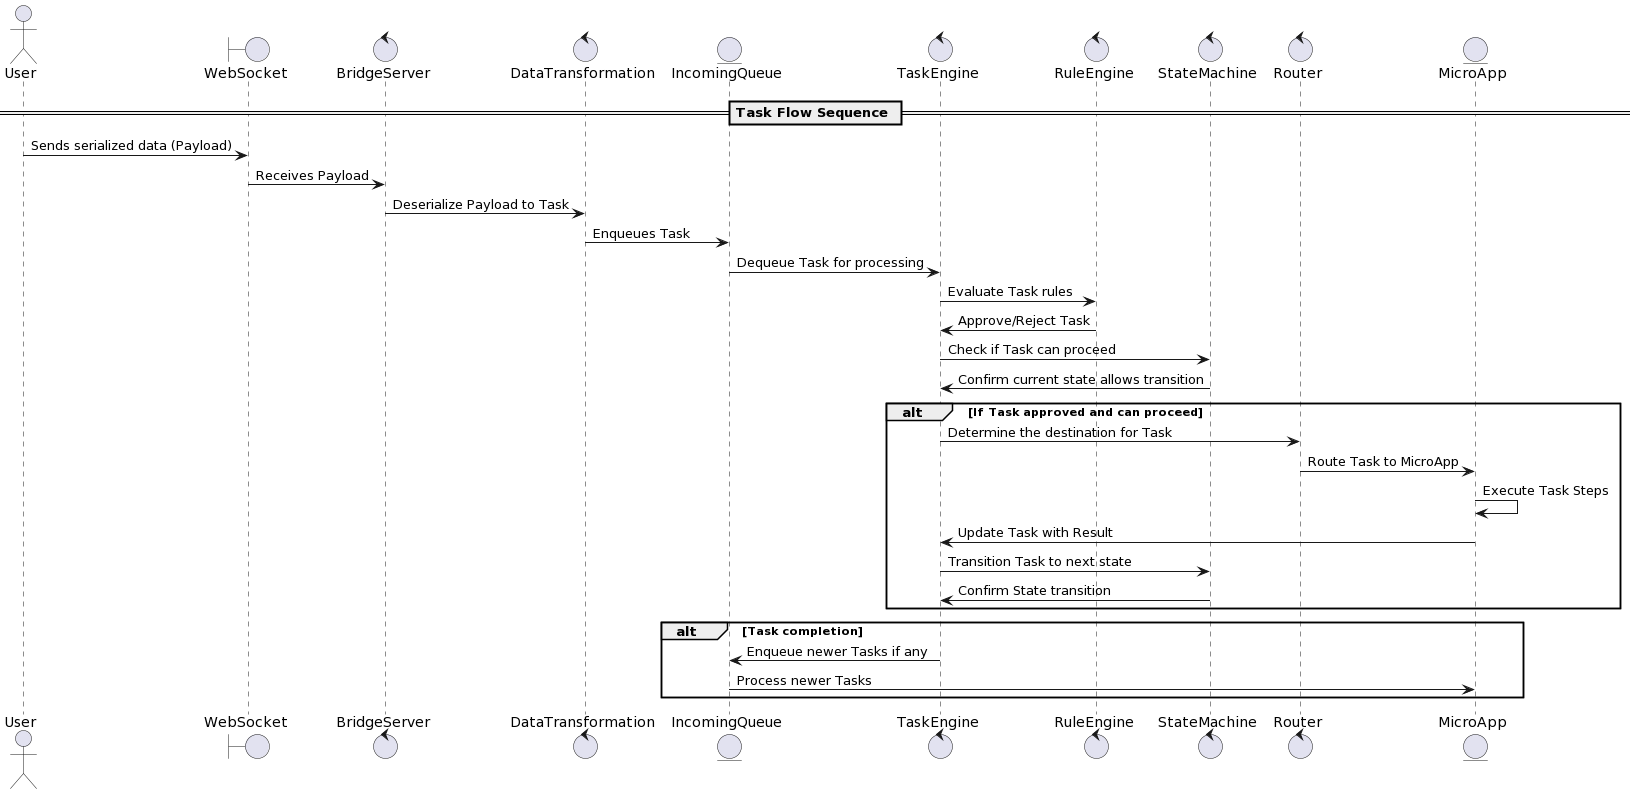 User WebSocket BridgeServer DataTransformation IncomingQueue TaskEngine RuleEngine StateMachine Router MicroApp
Task Flow Sequence
Sends serialized data (Payload)
Receives Payload
Deserialize Payload to Task
Enqueues Task
Dequeue Task for processing
Evaluate Task rules
Approve/Reject Task
Check if Task can proceed
Confirm current state allows transition
alt [If Task approved and can proceed]
Determine the destination for Task
Route Task to MicroApp
Execute Task Steps
Update Task with Result
Transition Task to next state
Confirm State transition
alt [Task completion]
Enqueue newer Tasks if any
Process newer Tasks
User WebSocket BridgeServer DataTransformation IncomingQueue TaskEngine RuleEngine StateMachine Router MicroApp